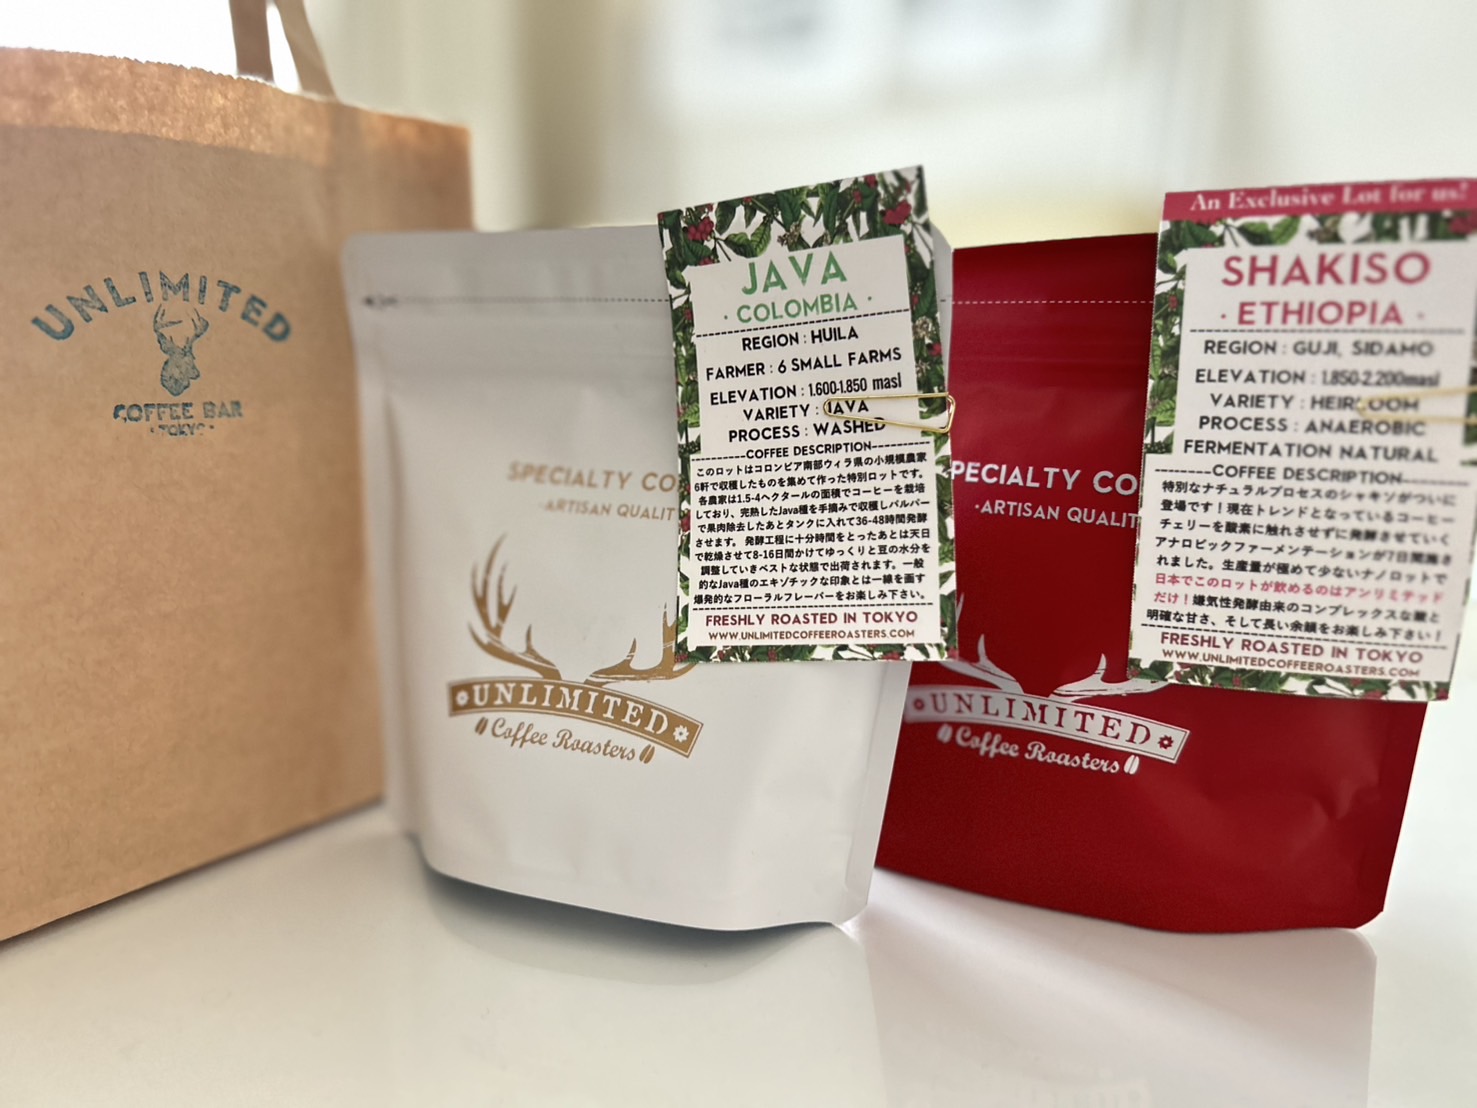 UNLIMITED
COFFEE BAR
・TOKYO・
SPECIALTY CO
・ARTISAN QUALIT
UNLIMITED
Coffee Roasters
JAVA
・COLOMBIA・
REGION : HUILA
FARMER : 6 SMALL FARMS
ELEVATION : 1.600-1.850 masl
VARIETY : JAVA
PROCESS : WASHED
COFFEE DESCRIPTION
このロットはコロンビア南部ウィラ県の小規模農家
6軒で収穫したものを集めて作った特別ロットです。
各農家は1.5-4ヘクタールの面積でコーヒーを栽培
しており、完熟したJava種を手摘みで収穫しパルパー
で果肉除去したあとタンクに入れて36-48時間発酵
させます。発酵工程に十分時間をとったあとは天日
で乾燥させて8-16日間かけてゆっくりと豆の水分を
調整していきベストな状態で出荷されます。一般
的なJava種のエキゾチックな印象とは一線を画す
爆発的なフローラルフレーバーをお楽しみ下さい。
FRESHLY ROASTED IN TOKYO
WWW.UNLIMITEDCOFFEEROASTERS.COM
PECIALTY CO
・ARTISAN QUALIT
UNLIMITED
Coffee Roasters
An Exclusive Lot for us!
SHAKISO
・ETHIOPIA・
REGION : GUJI, SIDAMO
ELEVATION : 1.850-2.200masl
VARIETY : HEIRLOOM
PROCESS : ANAEROBIC
FERMENTATION NATURAL
COFFEE DESCRIPTION
特別なナチュラルプロセスのシャキソがついに
登場です！現在トレンドとなっているコーヒー
チェリーを酸素に触れさせずに発酵させていく
アナロビックファーメンテーションが7日間施さ
れました。生産量が極めて少ないナノロットで
日本でこのロットが飲めるのはアンリミテッド
だけ！嫌気性発酵由来のコンプレックスな酸と
明確な甘さ、そして長い余韻をお楽しみ下さい！
FRESHLY ROASTED IN TOKYO
WWW.UNLIMITEDCOFFEEROASTERS.COM